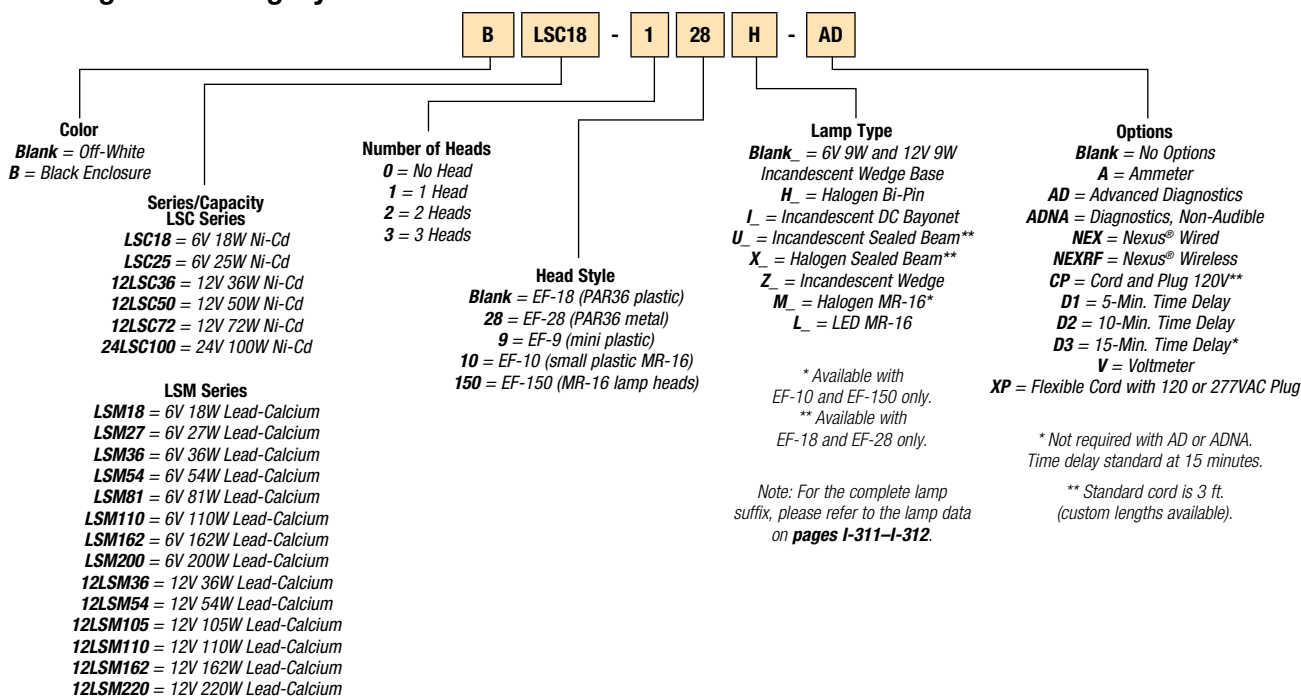 B LSC18 - 1 28 H - AD
Color
Blank = Off-White
B = Black Enclosure
Series/Capacity
LSC Series
LSC18 = 6V 18W Ni-Cd
LSC25 = 6V 25W Ni-Cd
12LSC36 = 12V 36W Ni-Cd
12LSC50 = 12V 50W Ni-Cd
12LSC72 = 12V 72W Ni-Cd
24LSC100 = 24V 100W Ni-Cd
LSM Series
LSM18 = 6V 18W Lead-Calcium
LSM27 = 6V 27W Lead-Calcium
LSM36 = 6V 36W Lead-Calcium
LSM54 = 6V 54W Lead-Calcium
LSM81 = 6V 81W Lead-Calcium
LSM110 = 6V 110W Lead-Calcium
LSM162 = 6V 162W Lead-Calcium
LSM200 = 6V 200W Lead-Calcium
12LSM36 = 12V 36W Lead-Calcium
12LSM54 = 12V 54W Lead-Calcium
12LSM105 = 12V 105W Lead-Calcium
12LSM110 = 12V 110W Lead-Calcium
12LSM162 = 12V 162W Lead-Calcium
12LSM220 = 12V 220W Lead-Calcium
Number of Heads
0 = No Head
1 = 1 Head
2 = 2 Heads
3 = 3 Heads
Head Style
Blank = EF-18 (PAR36 plastic)
28 = EF-28 (PAR36 metal)
9 = EF-9 (mini plastic)
10 = EF-10 (small plastic MR-16)
150 = EF-150 (MR-16 lamp heads)
Lamp Type
Blank_ = 6V 9W and 12V 9W
Incandescent Wedge Base
H_ = Halogen Bi-Pin
I_ = Incandescent DC Bayonet
U_ = Incandescent Sealed Beam**
X_ = Halogen Sealed Beam**
Z_ = Incandescent Wedge
M_ = Halogen MR-16*
L_ = LED MR-16
* Available with
EF-10 and EF-150 only.
** Available with
EF-18 and EF-28 only.
Note: For the complete lamp
suffix, please refer to the lamp data
on pages I-311–I-312.
Options
Blank = No Options
A = Ammeter
AD = Advanced Diagnostics
ADNA = Diagnostics, Non-Audible
NEX = Nexus® Wired
NEXRF = Nexus® Wireless
CP = Cord and Plug 120V**
D1 = 5-Min. Time Delay
D2 = 10-Min. Time Delay
D3 = 15-Min. Time Delay*
V = Voltmeter
XP = Flexible Cord with 120 or 277VAC Plug
* Not required with AD or ADNA.
Time delay standard at 15 minutes.
** Standard cord is 3 ft.
(custom lengths available).